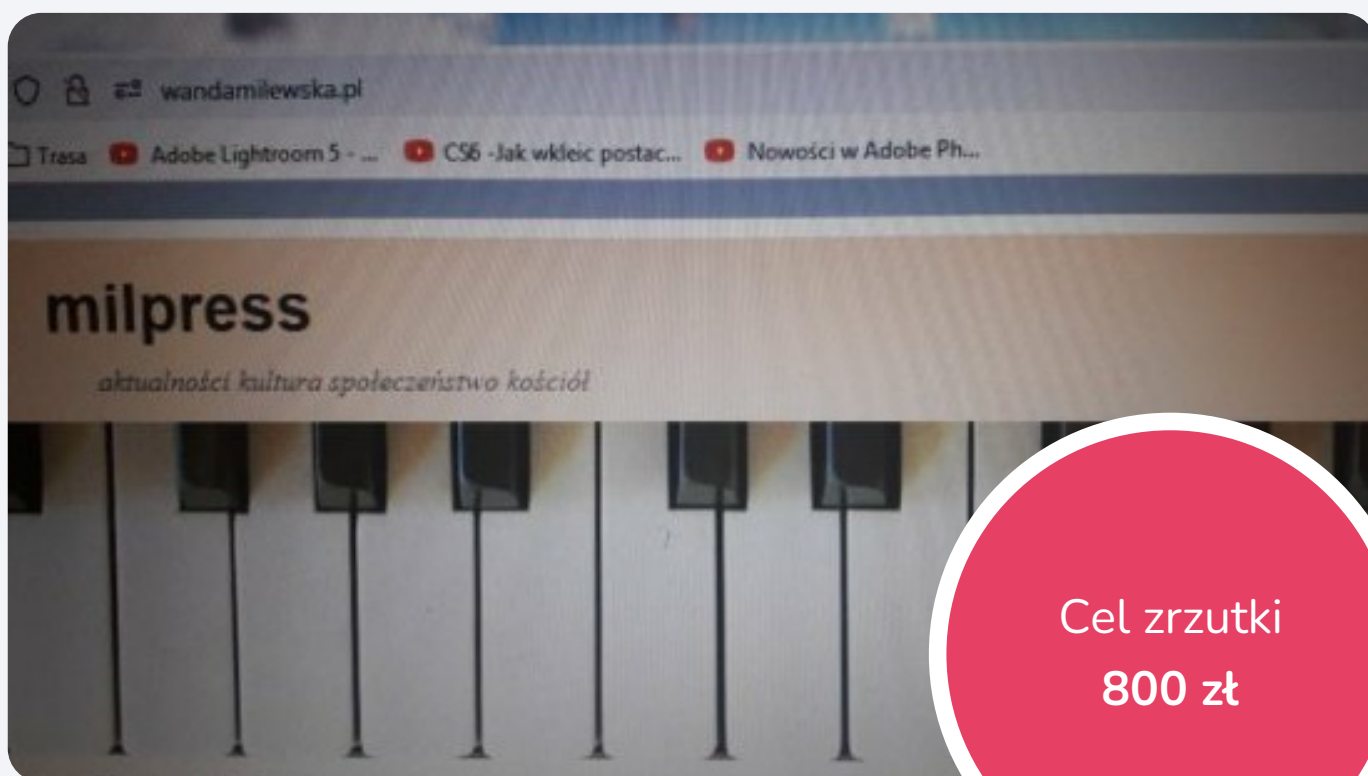 wandamilewska.pl
Trasa Adobe Lightroom 5 - ... CS6 -Jak wkleic postac... Nowości w Adobe Ph...
milpress
aktualności kultura społeczeństwo kościół
Cel zrzutki
800 zł